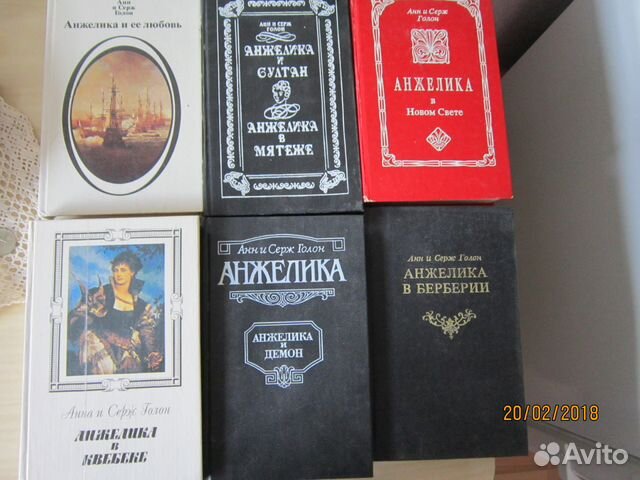 Анн
и Серж
Голон
Анжелика и ее любовь
АНН И СЕРЖ
ГОЛОН
АНЖЕЛИКА
И
СУЛТАН
АНЖЕЛИКА
В
МЯТЕЖЕ
Анн и Серж
Голон
АНЖЕЛИКА
в
Новом Свете
Анна и Серж Голон
АНЖЕЛИКА
В
КВЕБЕКЕ
Анн и Серж Голон
АНЖЕЛИКА
АНЖЕЛИКА
И
ДЕМОН
Анн и Серж Голон
АНЖЕЛИКА
В БЕРБЕРИИ
20/02/2018
Avito